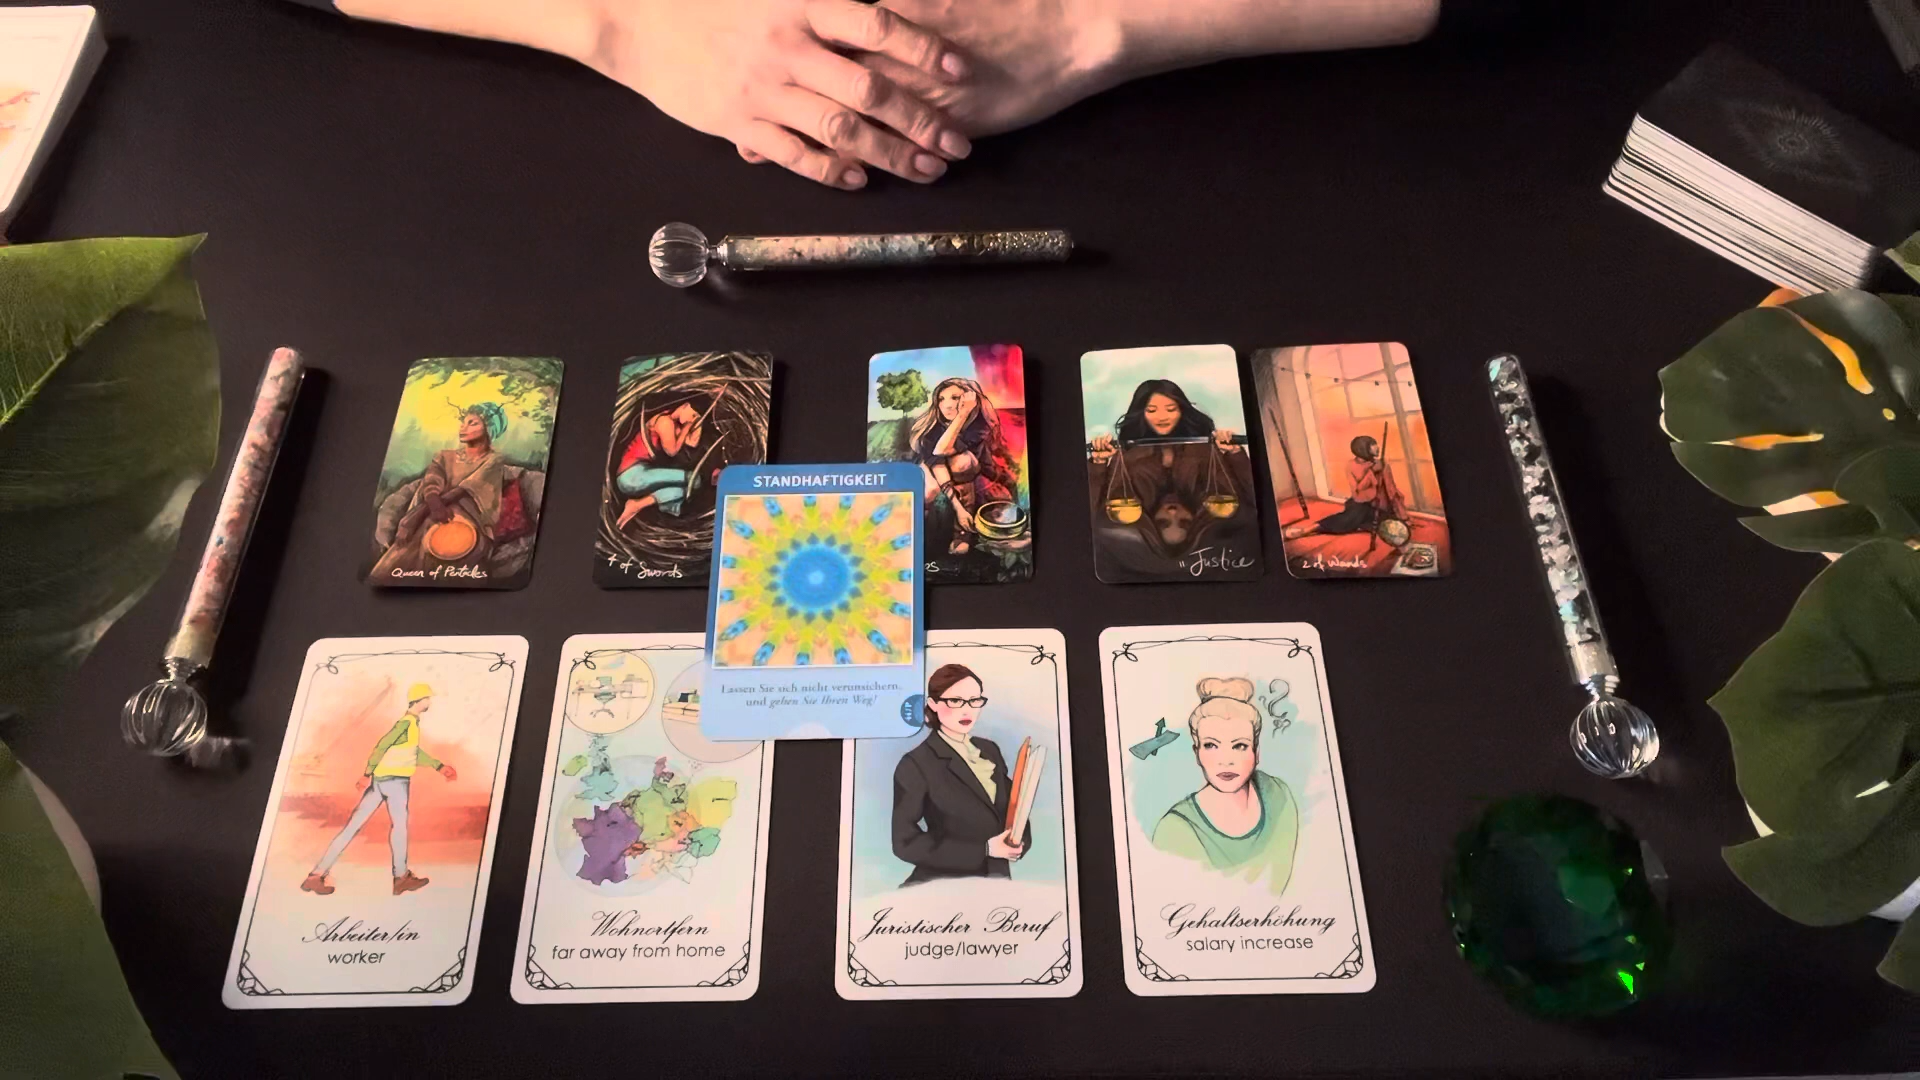 Queen of Pentacles
4 of Swords
11 Justice
2 of Wands
STANDHAFTIGKEIT
Lassen Sie sich nicht verunsichern.
und gehen Sie Ihren Weg!
Arbeiter/in
worker
Wohnortfern
far away from home
Juristischer Beruf
judge/lawyer
Gehaltserhöhung
salary increase